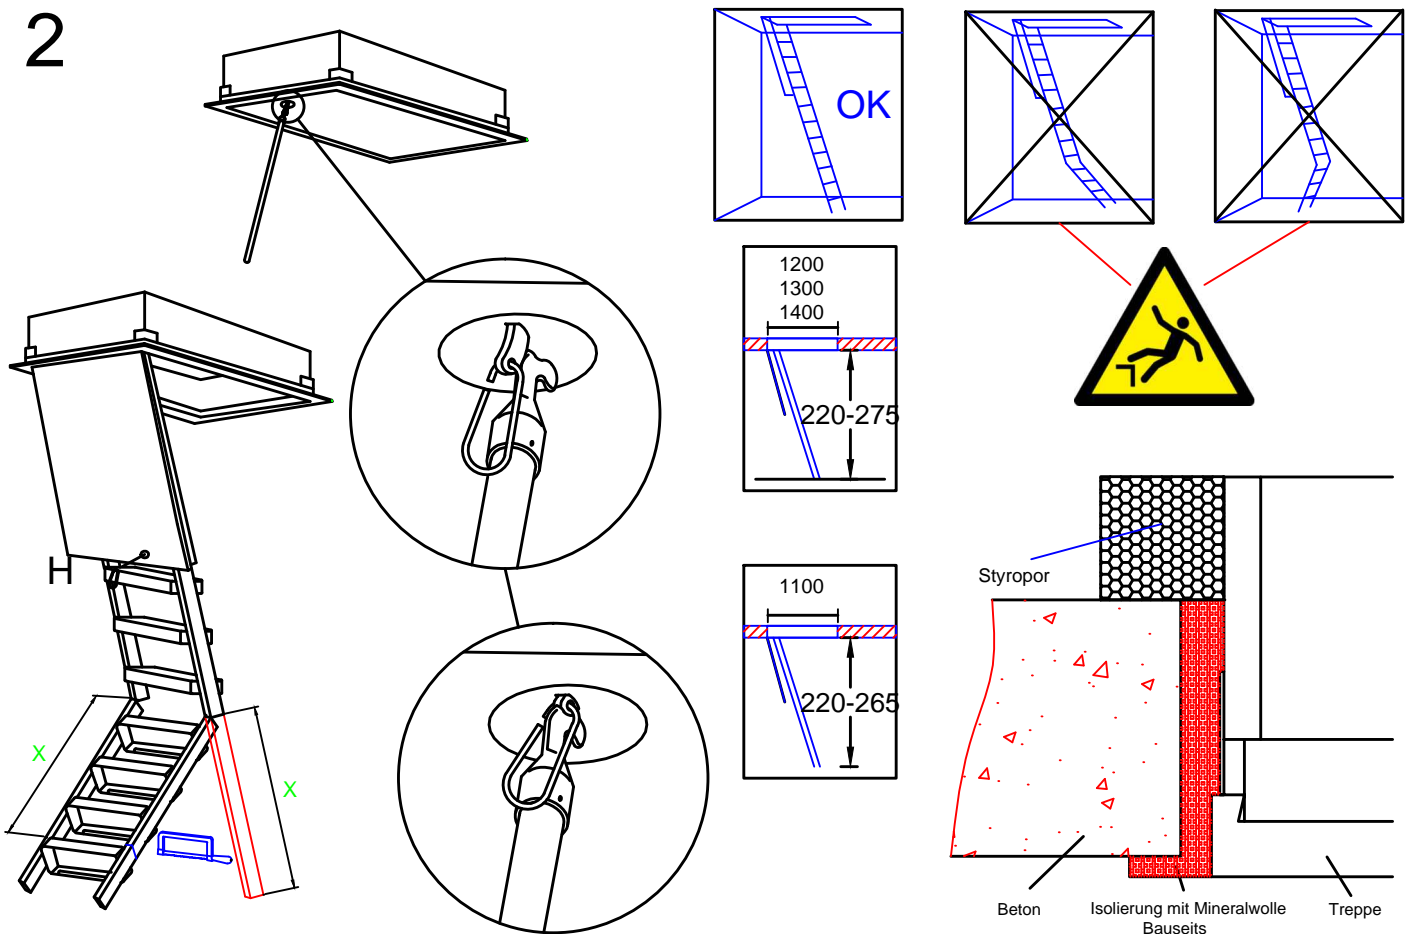 2
OK
1200
1300
1400
220-275
H
1100
220-265
X
X
Styropor
Beton
Isolierung mit Mineralwolle
Bauseits
Treppe